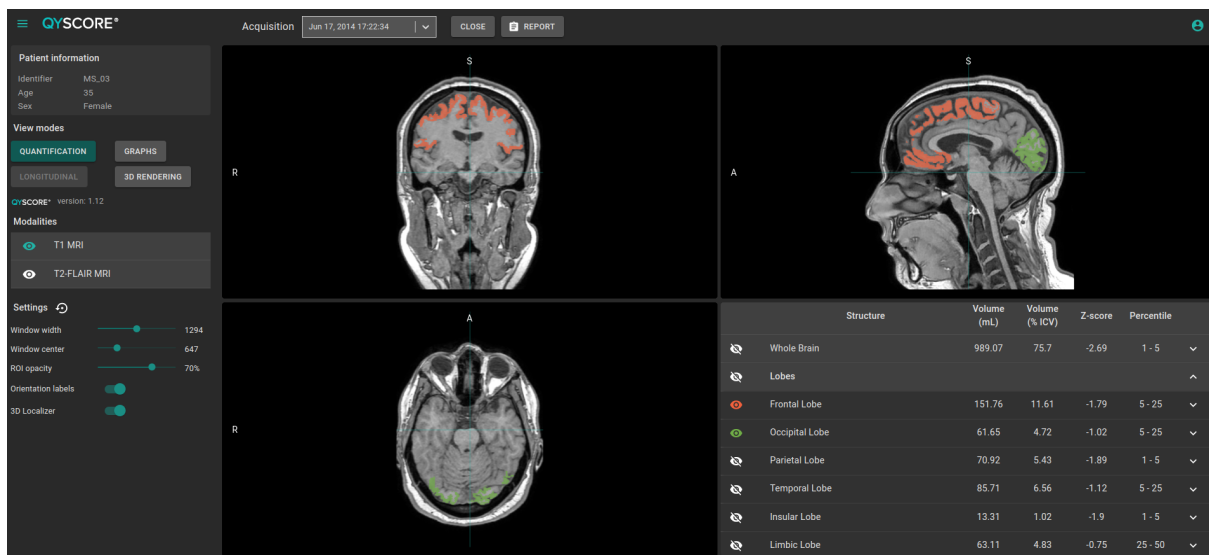 QYSCORE®
Acquisition Jun 17, 2014 17:22:34 CLOSE REPORT
Patient information
Identifier MS_03
Age 35
Sex Female
View modes
QUANTIFICATION GRAPHS
LONGITUDINAL 3D RENDERING
QYSCORE® version: 1.12
Modalities
T1 MRI
T2-FLAIR MRI
Settings
Window width 1294
Window center 647
ROI opacity 70%
Orientation labels
3D Localizer
S
R
S
A
A
R
Structure Volume (mL) Volume (% ICV) Z-score Percentile
Whole Brain 989.07 75.7 -2.69 1 - 5
Lobes
Frontal Lobe 151.76 11.61 -1.79 5 - 25
Occipital Lobe 61.65 4.72 -1.02 5 - 25
Parietal Lobe 70.92 5.43 -1.89 1 - 5
Temporal Lobe 85.71 6.56 -1.12 5 - 25
Insular Lobe 13.31 1.02 -1.9 1 - 5
Limbic Lobe 63.11 4.83 -0.75 25 - 50